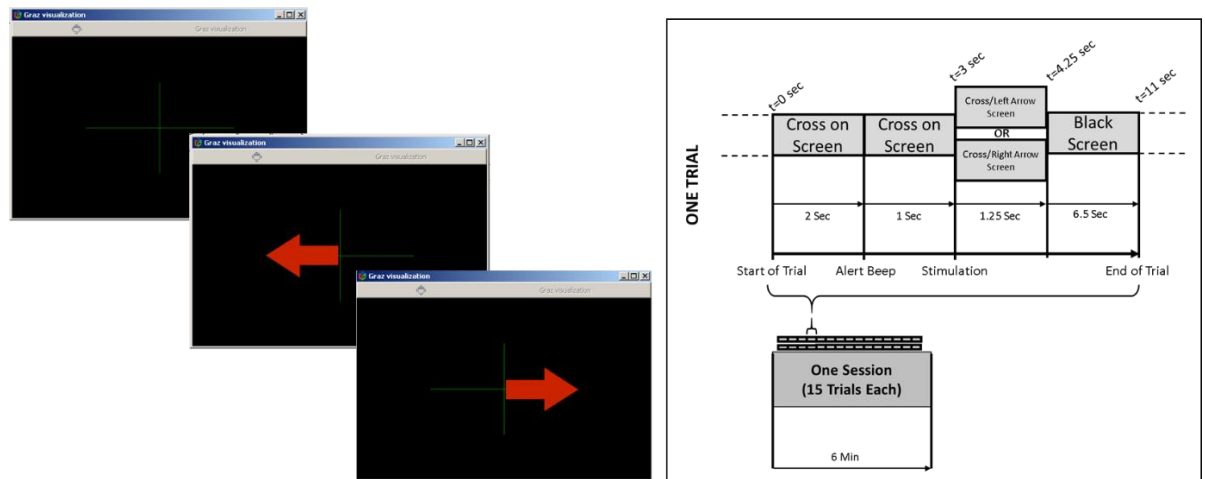 Graz visualization
Graz visualization
Graz visualization
Graz visualization
Graz visualization
Graz visualization
ONE TRIAL
t=0 sec
t=3 sec
t=4.25 sec
t=11 sec
Cross on
Screen
Cross on
Screen
Cross/Left Arrow
Screen
OR
Cross/Right Arrow
Screen
Black
Screen
2 Sec
1 Sec
1.25 Sec
6.5 Sec
Start of Trial
Alert Beep
Stimulation
End of Trial
One Session
(15 Trials Each)
6 Min